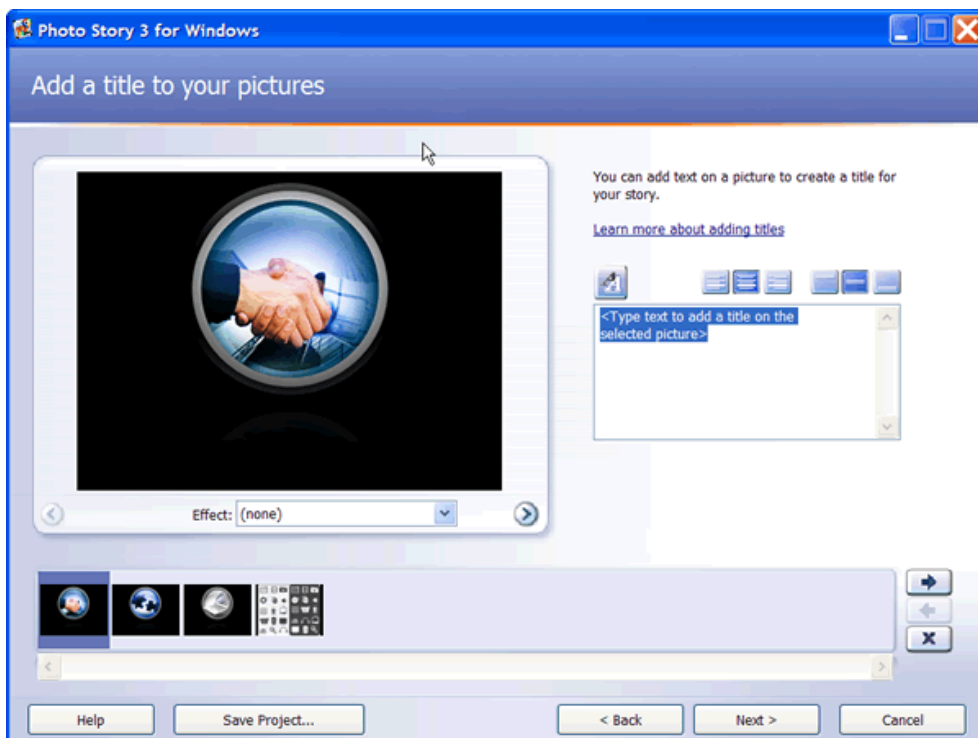 Photo Story 3 for Windows
Add a title to your pictures
You can add text on a picture to create a title for
your story.
Learn more about adding titles
<Type text to add a title on the
selected picture>
Effect: (none)
Help
Save Project...
< Back
Next >
Cancel